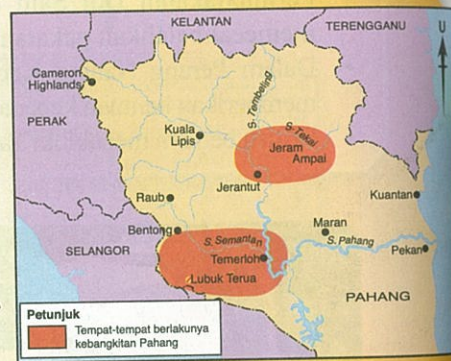 KELANTAN
TERENGGANU
U
Cameron
Highlands
PERAK
S. Tembeling
Kuala
Lipis
S. Tekai
Jeram
Ampai
Jerantut
Raub
Kuantan
Bentong
Maran
S. Semantan
S. Pahang
SELANGOR
Temerloh
Pekan
Lubuk Terua
PAHANG
Petunjuk
Tempat-tempat berlakunya
kebangkitan Pahang